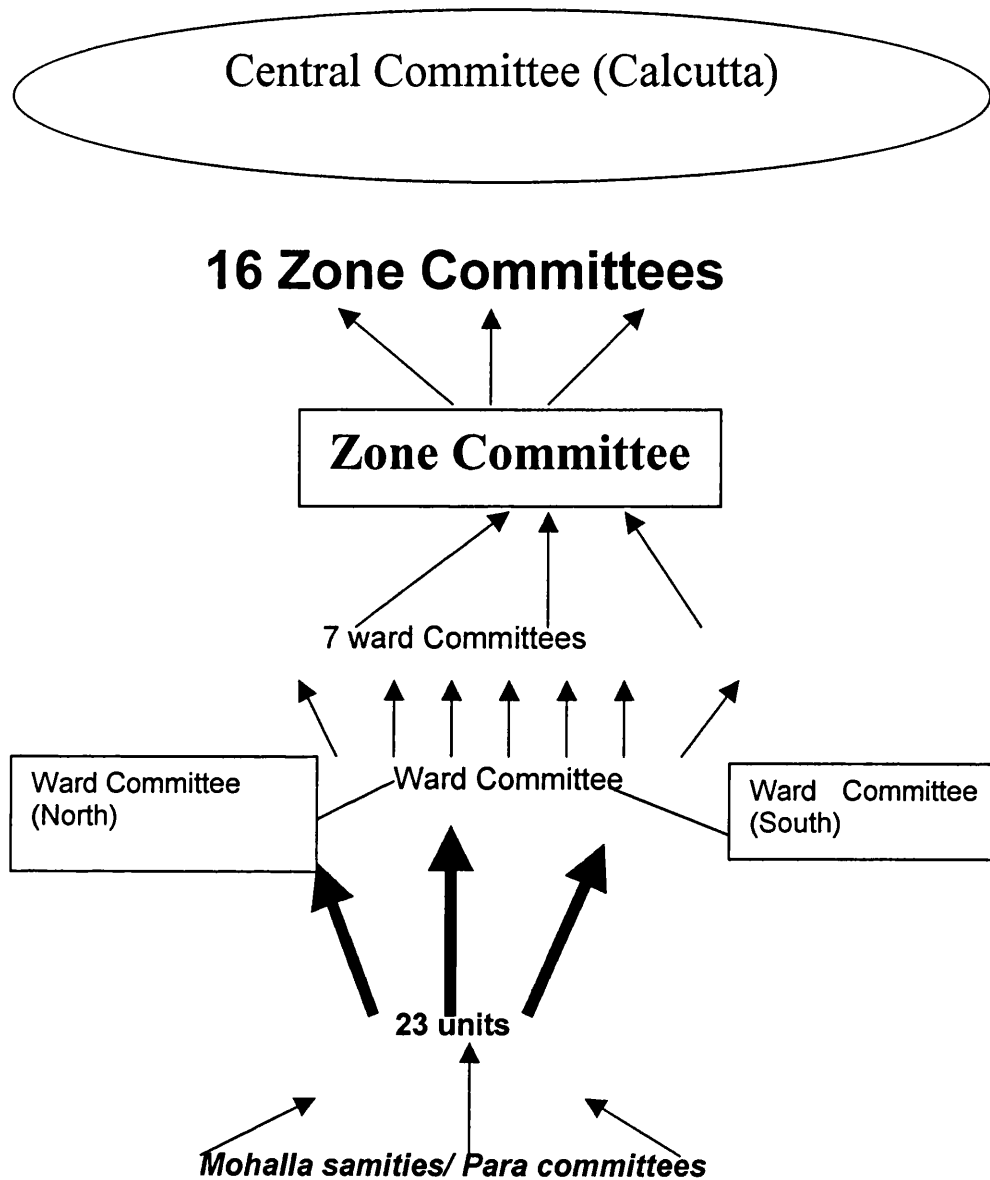 Central Committee (Calcutta)
16 Zone Committees
Zone Committee
7 ward Committees
Ward Committee
(North)
Ward Committee
Ward Committee
(South)
23 units
Mohalla samities/ Para committees